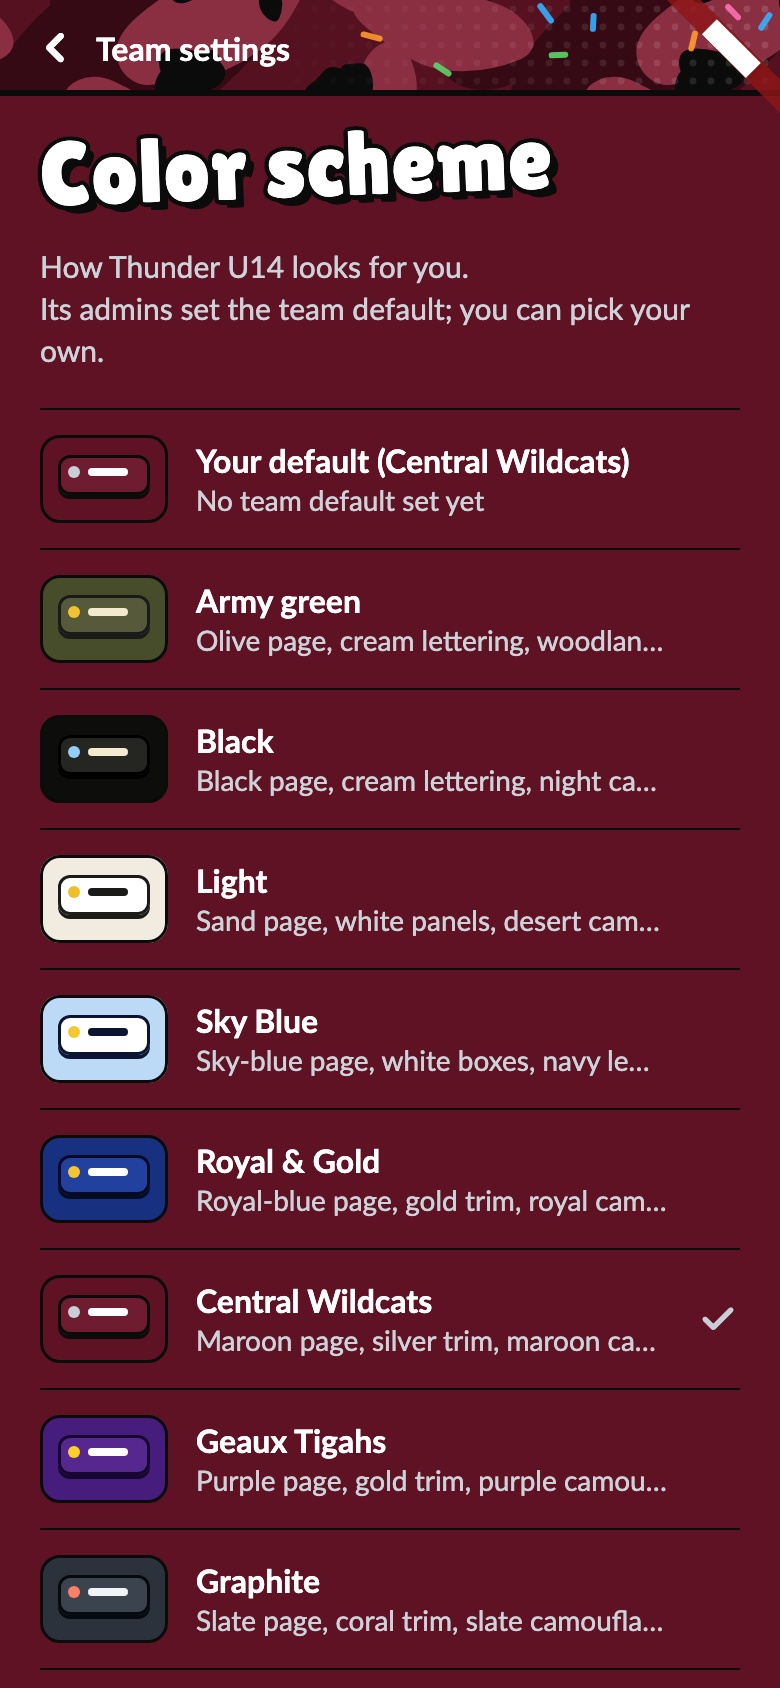 Team settings
Color scheme
How Thunder U14 looks for you.
Its admins set the team default; you can pick your
own.
Your default (Central Wildcats)
No team default set yet
Army green
Olive page, cream lettering, woodlan...
Black
Black page, cream lettering, night ca...
Light
Sand page, white panels, desert cam...
Sky Blue
Sky-blue page, white boxes, navy le...
Royal & Gold
Royal-blue page, gold trim, royal cam...
Central Wildcats
Maroon page, silver trim, maroon ca...
Geaux Tigahs
Purple page, gold trim, purple camou...
Graphite
Slate page, coral trim, slate camoufla...